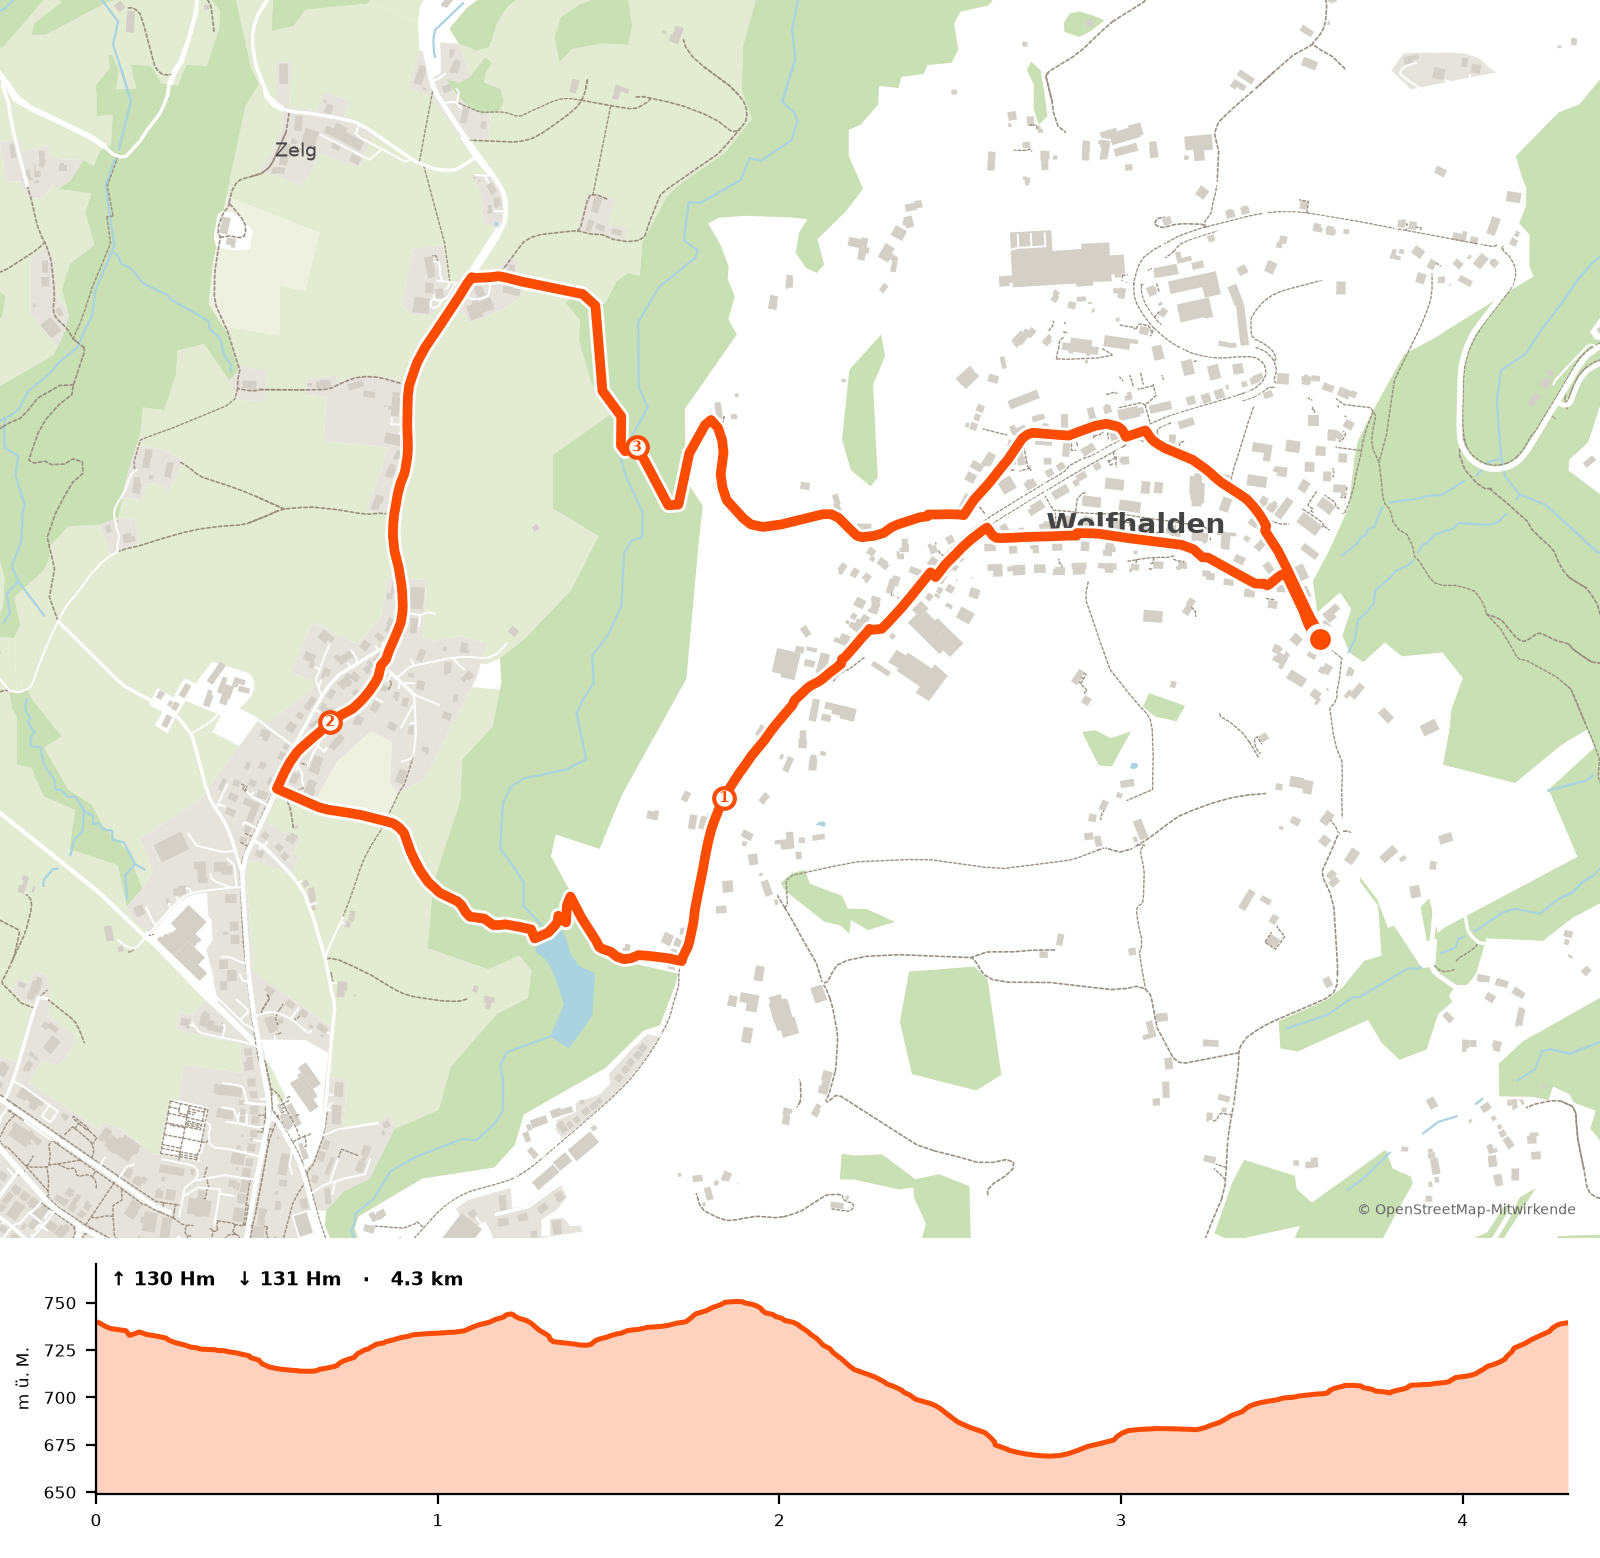 Zelg
3
Wolfhalden
2
1
© OpenStreetMap-Mitwirkende
↑ 130 Hm ↓ 131 Hm · 4.3 km
m ü. M.
750
725
700
675
650
0 1 2 3 4